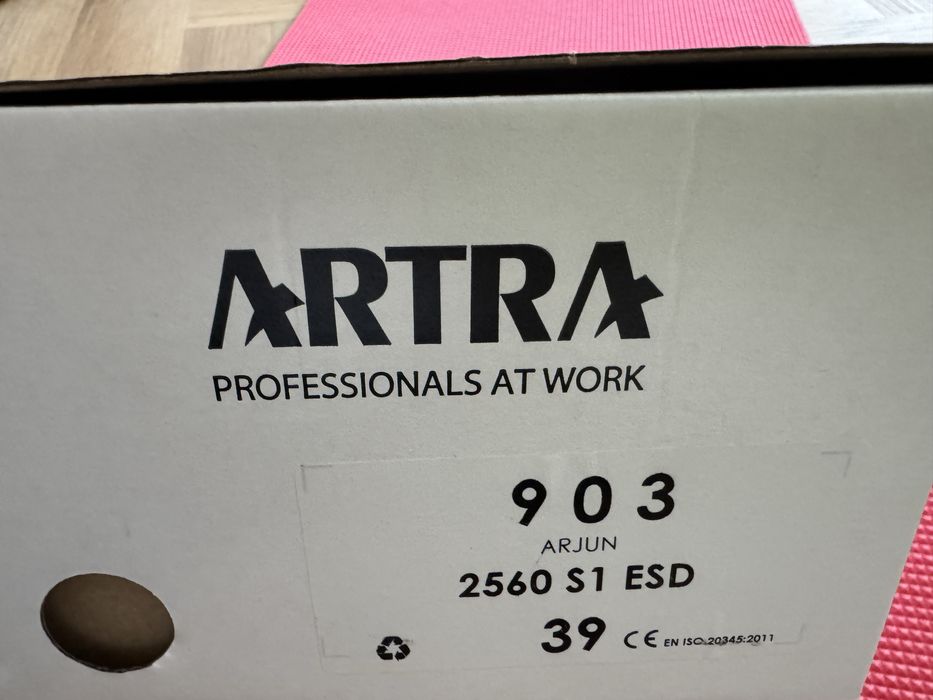 ARTRA
PROFESSIONALS AT WORK
903
ARJUN
2560 S1 ESD
39 CE EN ISO 20345:2011